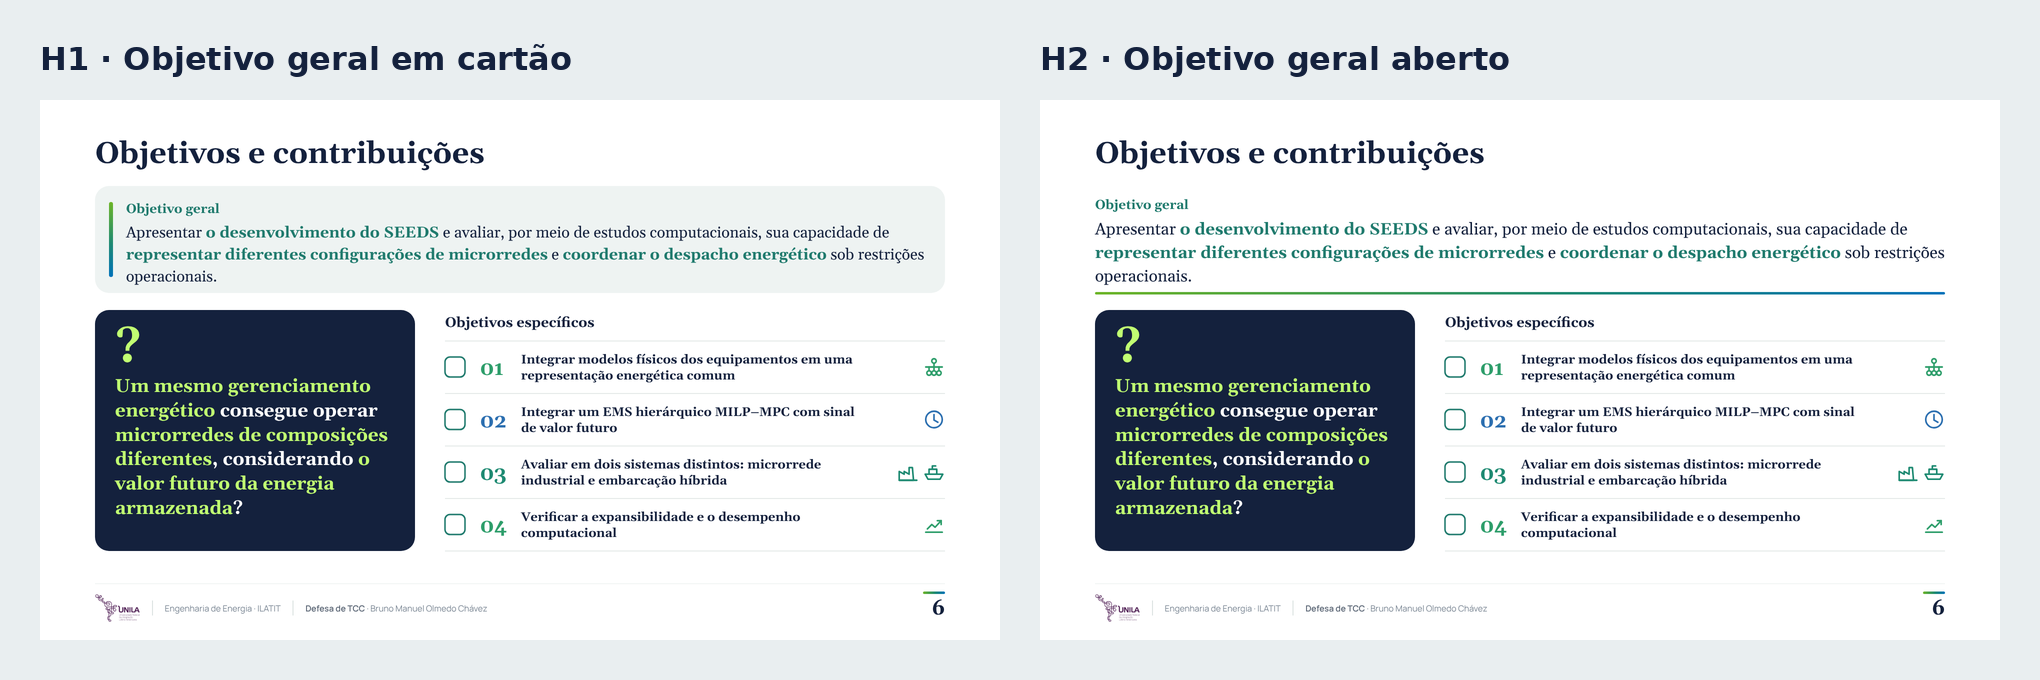 H1 · Objetivo geral em cartão
Objetivos e contribuições
Objetivo geral
Apresentar o desenvolvimento do SEEDS e avaliar, por meio de estudos computacionais, sua capacidade de
representar diferentes configurações de microrredes e coordenar o despacho energético sob restrições
operacionais.
?
Um mesmo gerenciamento
energético consegue operar
microrredes de composições
diferentes, considerando o
valor futuro da energia
armazenada?
Objetivos específicos
01 Integrar modelos físicos dos equipamentos em uma
representação energética comum
02 Integrar um EMS hierárquico MILP–MPC com sinal
de valor futuro
03 Avaliar em dois sistemas distintos: microrrede
industrial e embarcação híbrida
04 Verificar a expansibilidade e o desempenho
computacional
UNILA
Engenharia de Energia · ILATIT
Defesa de TCC · Bruno Manuel Olmedo Chávez
6
H2 · Objetivo geral aberto
Objetivos e contribuições
Objetivo geral
Apresentar o desenvolvimento do SEEDS e avaliar, por meio de estudos computacionais, sua capacidade de
representar diferentes configurações de microrredes e coordenar o despacho energético sob restrições
operacionais.
?
Um mesmo gerenciamento
energético consegue operar
microrredes de composições
diferentes, considerando o
valor futuro da energia
armazenada?
Objetivos específicos
01 Integrar modelos físicos dos equipamentos em uma
representação energética comum
02 Integrar um EMS hierárquico MILP–MPC com sinal
de valor futuro
03 Avaliar em dois sistemas distintos: microrrede
industrial e embarcação híbrida
04 Verificar a expansibilidade e o desempenho
computacional
UNILA
Engenharia de Energia · ILATIT
Defesa de TCC · Bruno Manuel Olmedo Chávez
6